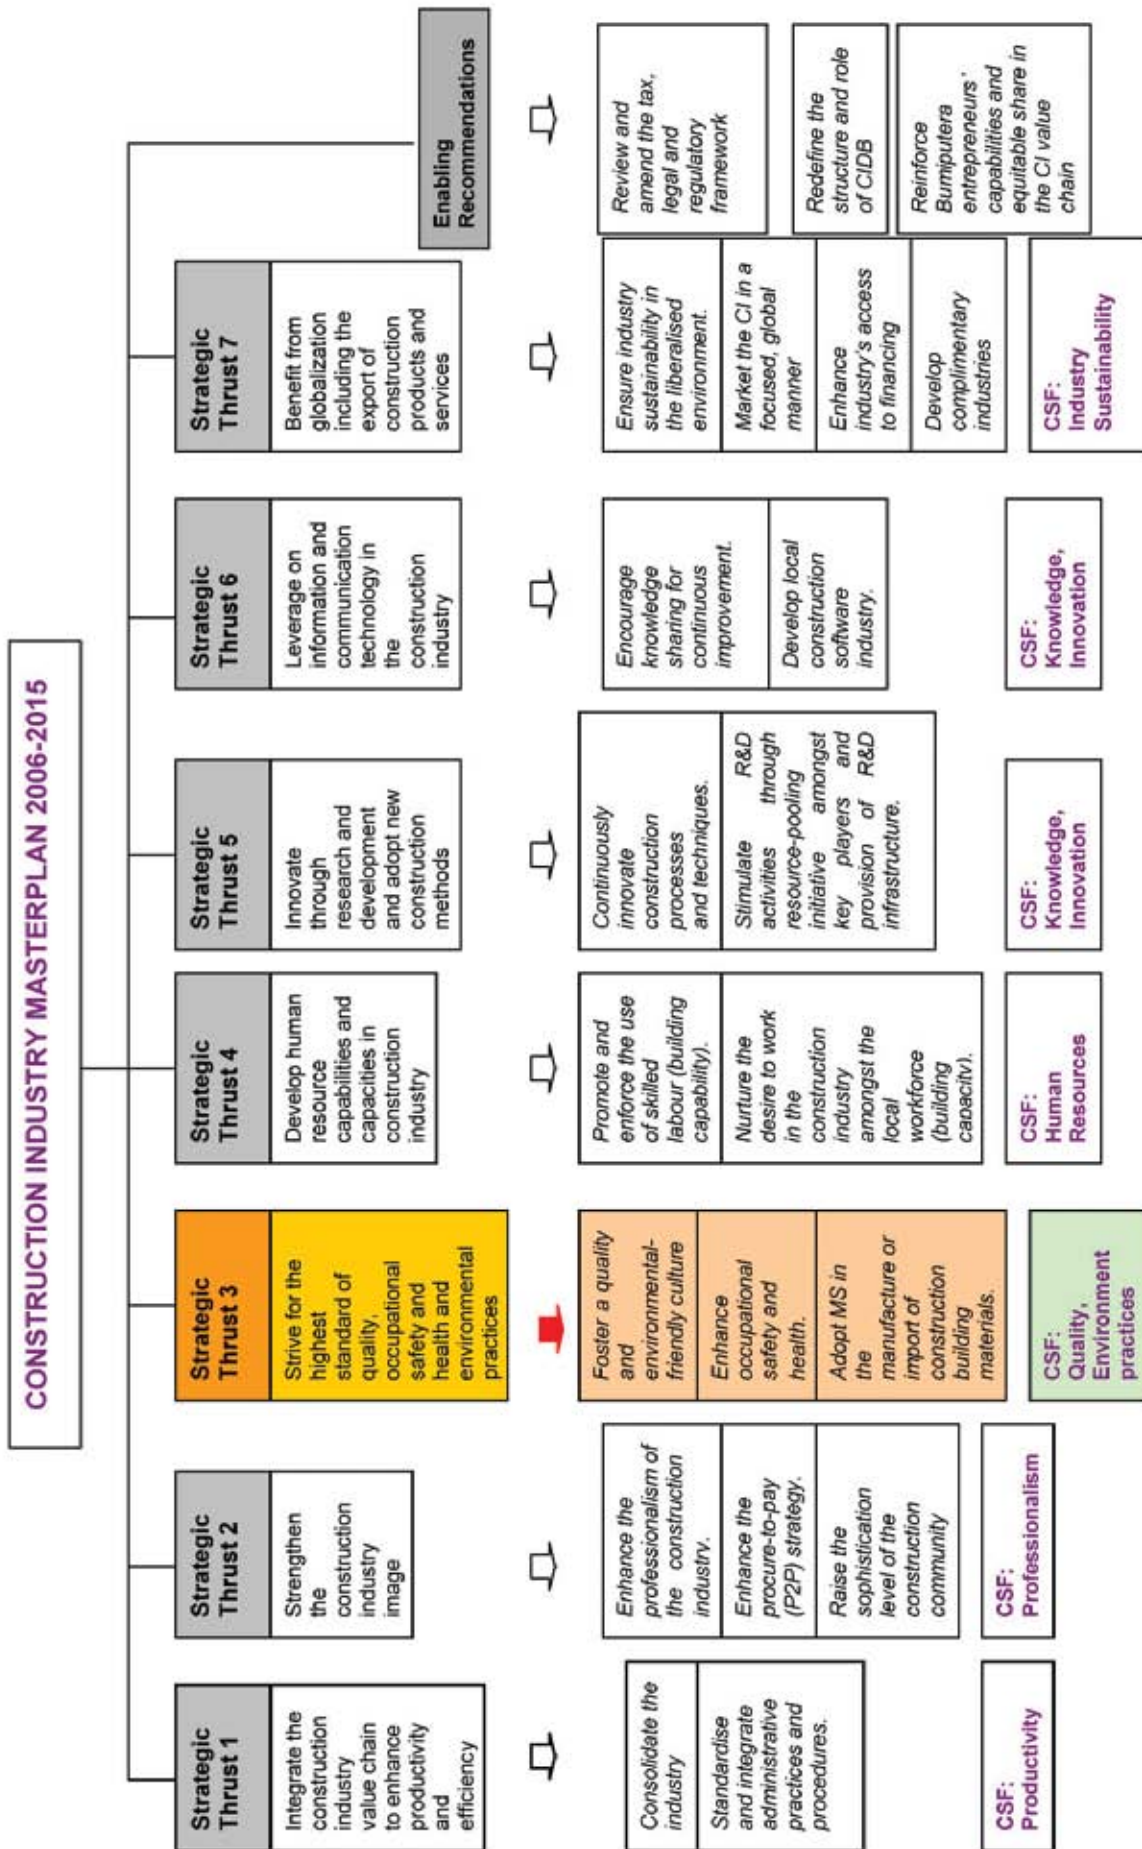 CONSTRUCTION INDUSTRY MASTERPLAN 2006-2015
Strategic
Thrust 1
Integrate the
construction
industry
value chain
to enhance
productivity
and
efficiency
Consolidate the
industry
Standardise
and integrate
administrative
practices and
procedures.
CSF:
Productivity
Strategic
Thrust 2
Strengthen
the
construction
industry
image
Enhance the
professionalism of
the construction
industry.
Enhance the
procure-to-pay
(P2P) strategy.
Raise the
sophistication
level of the
construction
community
CSF:
Professionalism
Strategic
Thrust 3
Strive for the
highest
standard of
quality,
occupational
safety and
health and
environmental
practices
Foster a quality
and
environmental-
friendly culture
Enhance
occupational
safety and
health.
Adopt MS in
the
manufacture or
import of
construction
building
materials.
CSF:
Quality,
Environment
practices
Strategic
Thrust 4
Develop human
resource
capabilities and
capacities in
construction
industry
Promote and
enforce the use
of skilled
labour (building
capability).
Nurture the
desire to work
in the
construction
industry
amongst the
local
workforce
(building
capacity).
CSF:
Human
Resources
Strategic
Thrust 5
Innovate
through
research and
development
and adopt new
construction
methods
Continuously
innovate
construction
processes
and techniques.
Stimulate R&D
activities through
resource-pooling
initiative amongst
key players and
provision of R&D
infrastructure.
CSF:
Knowledge,
Innovation
Strategic
Thrust 6
Leverage on
information and
communication
technology in
the
construction
industry
Encourage
knowledge
sharing for
continuous
improvement.
Develop local
construction
software
industry.
CSF:
Knowledge,
Innovation
Strategic
Thrust 7
Benefit from
globalization
including the
export of
construction
products and
services
Ensure industry
sustainability in
the liberalised
environment.
Market the CI in a
focused, global
manner
Enhance
industry's access
to financing
Develop
complimentary
industries
CSF:
Industry
Sustainability
Enabling
Recommendations
Review and
amend the tax,
legal and
regulatory
framework
Redefine the
structure and role
of CIDB
Reinforce
Bumiputera
entrepreneurs'
capabilities and
equitable share in
the CI value
chain